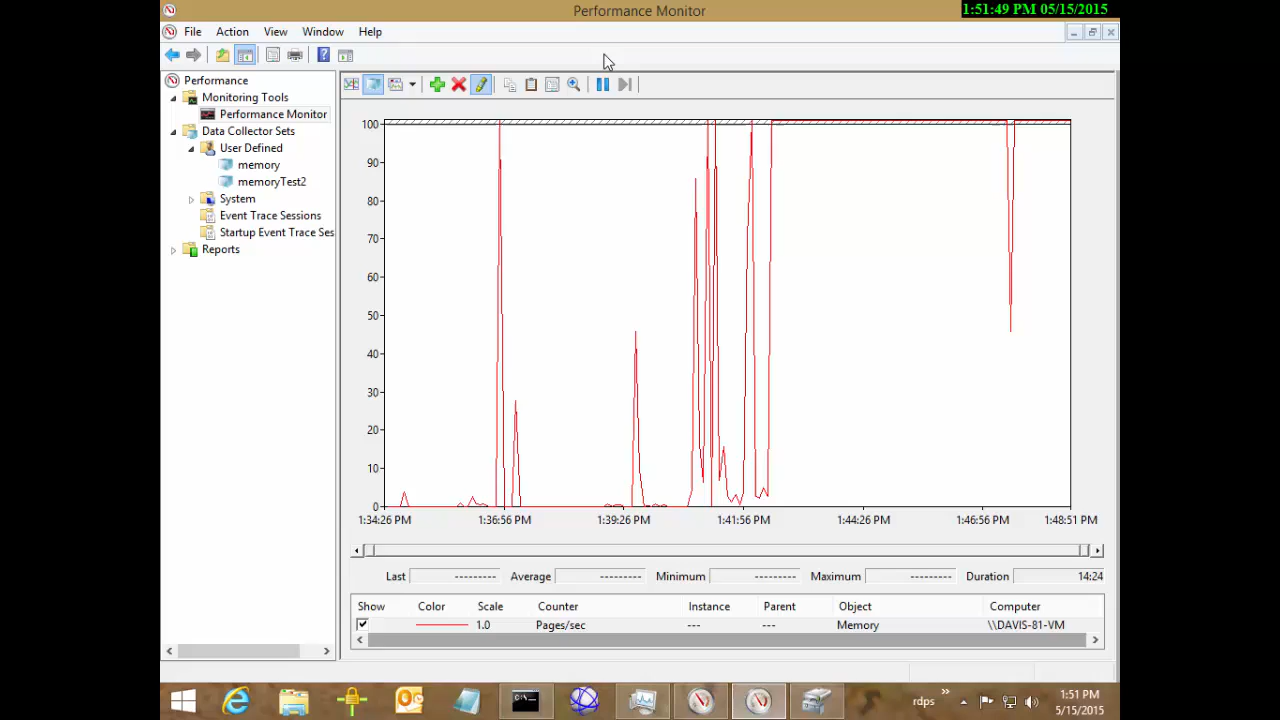 Performance Monitor
1:51:49 PM 05/15/2015
File Action View Window Help
Performance
Monitoring Tools
Performance Monitor
Data Collector Sets
User Defined
memory
memoryTest2
System
Event Trace Sessions
Startup Event Trace Ses
Reports
100
90
80
70
60
50
40
30
20
10
0
1:34:26 PM 1:36:56 PM 1:39:26 PM 1:41:56 PM 1:44:26 PM 1:46:56 PM 1:48:51 PM
Last --------- Average --------- Minimum --------- Maximum --------- Duration 14:24
Show Color Scale Counter Instance Parent Object Computer
1.0 Pages/sec --- --- Memory \\DAVIS-81-VM
rdps
1:51 PM
5/15/2015